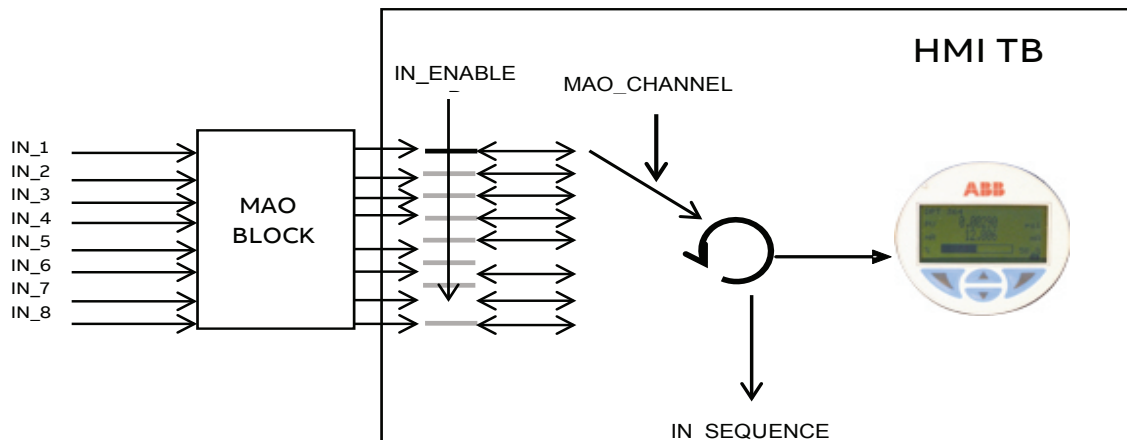 HMI TB
IN_ENABLE
MAO_CHANNEL
IN_1
IN_2
IN_3
IN_4
IN_5
IN_6
IN_7
IN_8
MAO
BLOCK
ABB
IN_SEQUENCE